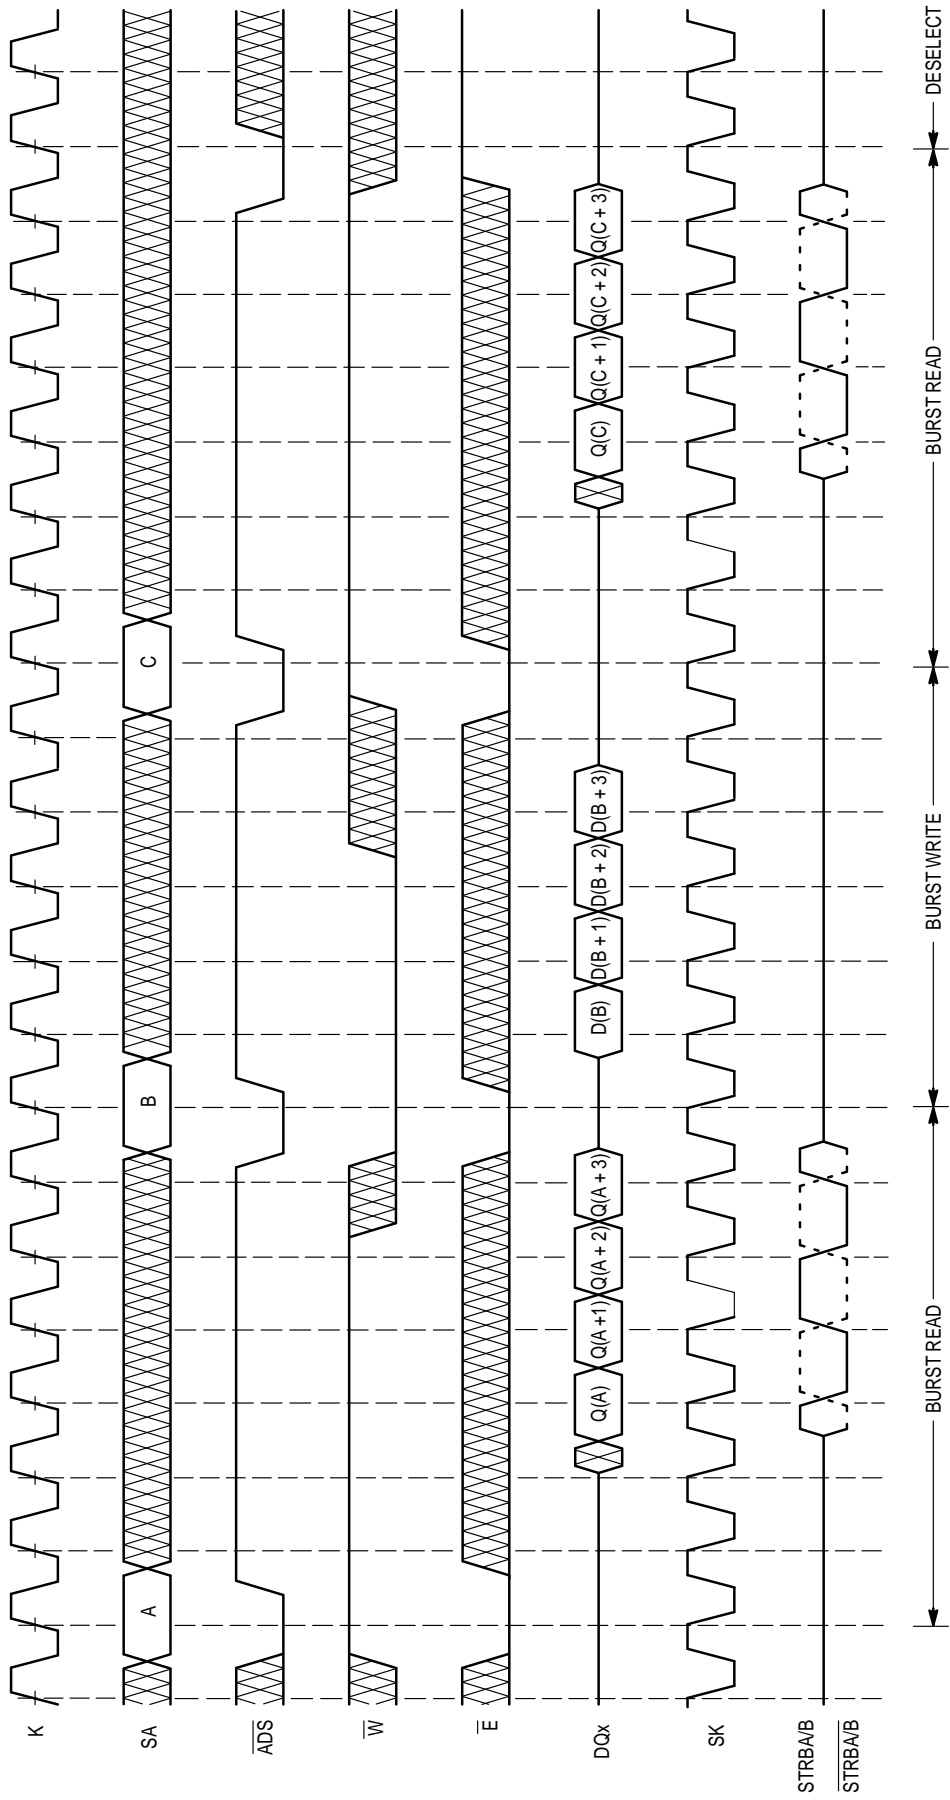 K
SA
A
B
C
ADS
W
E
DQx
Q(A)
Q(A +1)
Q(A + 2)
Q(A + 3)
D(B)
D(B + 1)
D(B + 2)
D(B + 3)
Q(C)
Q(C + 1)
Q(C + 2)
Q(C + 3)
SK
STRBA/B
STRBA/B
BURST READ
BURST WRITE
BURST READ
DESELECT